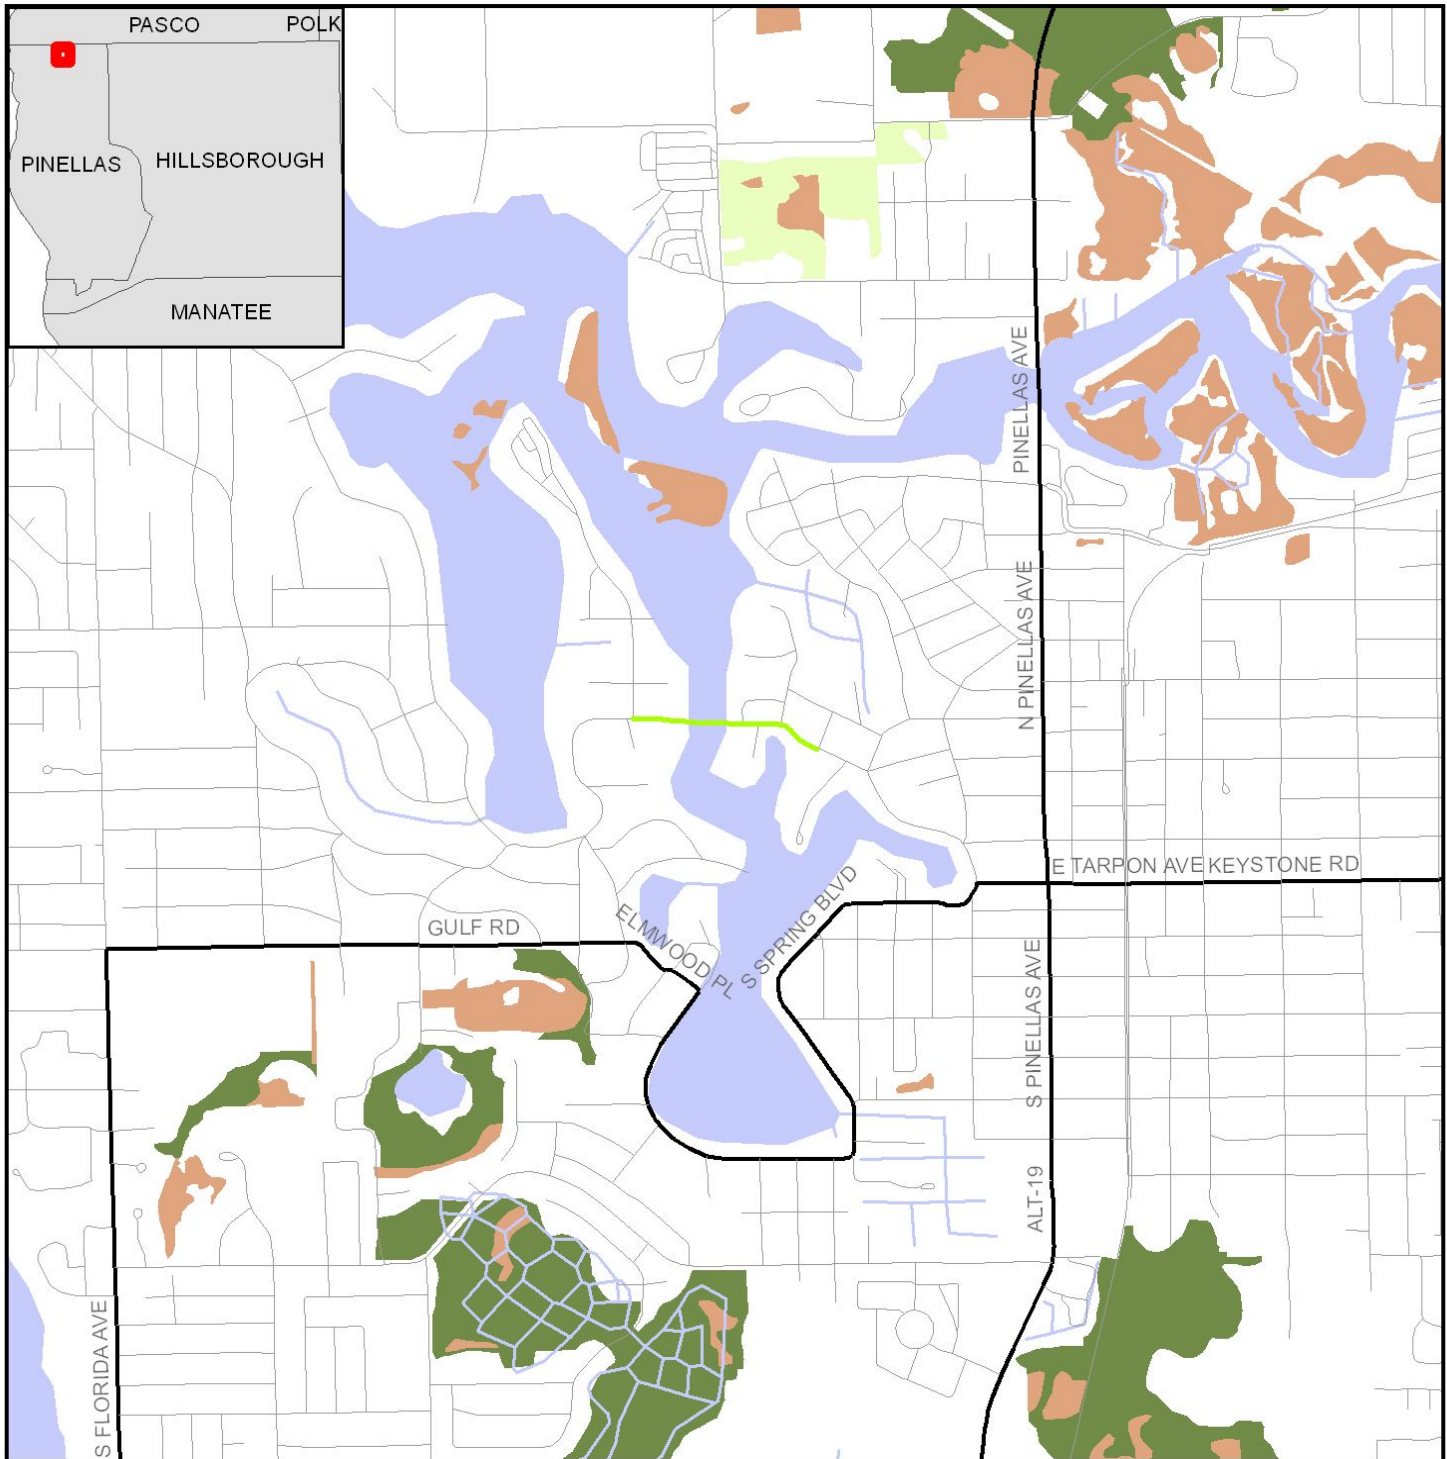 PASCO
POLK
PINELLAS
HILLSBOROUGH
MANATEE
PINELLAS AVE
N PINELLAS AVE
E TARPON AVE KEYSTONE RD
GULF RD
ELMWOOD PL
S SPRING BLVD
S PINELLAS AVE
ALT-19
S FLORIDA AVE